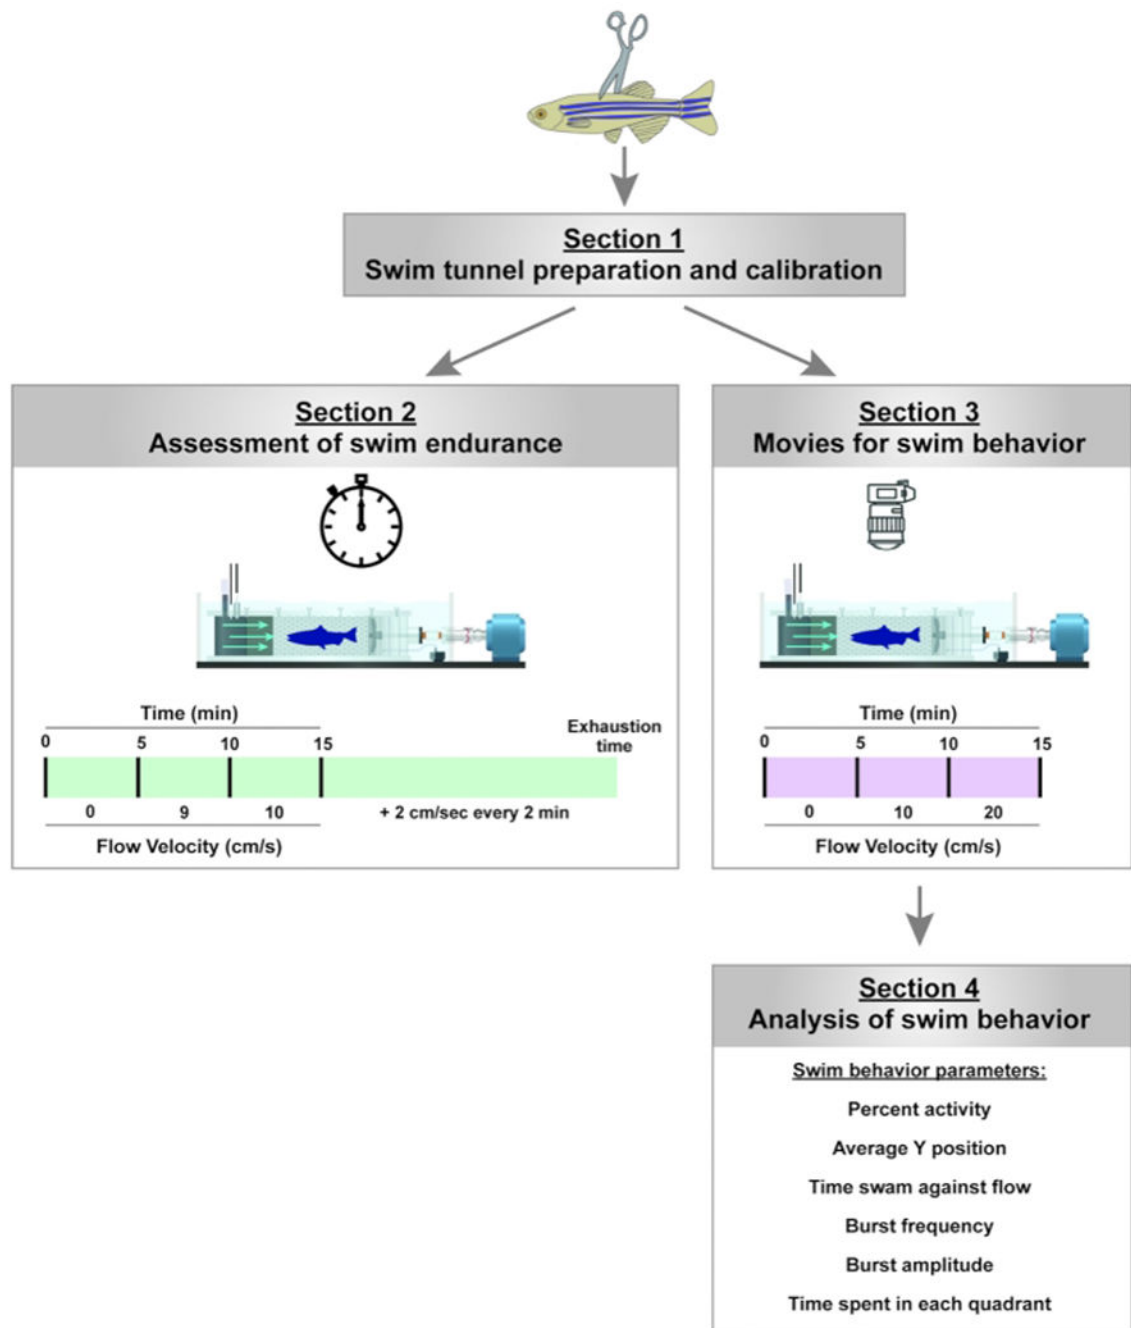 Section 1
Swim tunnel preparation and calibration
Section 2
Assessment of swim endurance
Time (min)
0 5 10 15
Exhaustion
time
0 9 10 + 2 cm/sec every 2 min
Flow Velocity (cm/s)
Section 3
Movies for swim behavior
Time (min)
0 5 10 15
0 10 20
Flow Velocity (cm/s)
Section 4
Analysis of swim behavior
Swim behavior parameters:
Percent activity
Average Y position
Time swam against flow
Burst frequency
Burst amplitude
Time spent in each quadrant